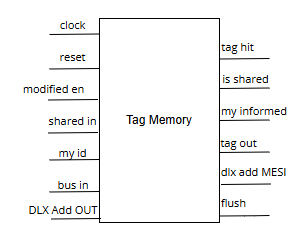 clock
reset
modified en
shared in
my id
bus in
DLX Add OUT
Tag Memory
tag hit
is shared
my informed
tag out
dlx add MESI
flush